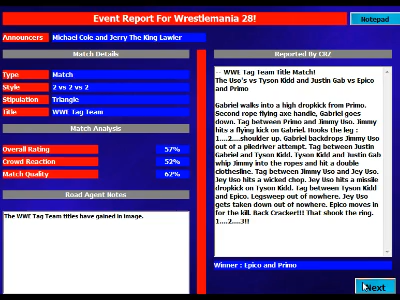 Event Report For Wrestlemania 28!
Notepad
Announcers
Michael Cole and Jerry The King Lawler
Match Details
Type
Match
Style
2 vs 2 vs 2
Stipulation
Triangle
Title
WWE Tag Team
Match Analysis
Overall Rating
57%
Crowd Reaction
52%
Match Quality
62%
Road Agent Notes
The WWE Tag Team titles have gained in image.
Reported By CRZ
-- WWE Tag Team Title Match!
The Uso's vs Tyson Kidd and Justin Gab vs Epico
and Primo
Gabriel walks into a high dropkick from Primo.
Second rope flying axe handle, Gabriel goes
down. Tag between Primo and Jimmy Uso. Jimmy
hits a flying kick on Gabriel. Hooks the leg :
1....2....shoulder up. Gabriel backdrops Jimmy Uso
out of a piledriver attempt. Tag between Justin
Gabriel and Tyson Kidd. Tyson Kidd and Justin Gab
whip Jimmy into the ropes and hit a double
clothesline. Tag between Jimmy Uso and Jey Uso.
Jey Uso hits a wicked chop. Jey Uso hits a missile
dropkick on Tyson Kidd. Tag between Tyson Kidd
and Epico. Legsweep out of nowhere. Jey Uso
gets taken down out of nowhere. Epico moves in
for the kill. Back Cracker!!! That shook the ring.
1....2....3!!
Winner : Epico and Primo
Next